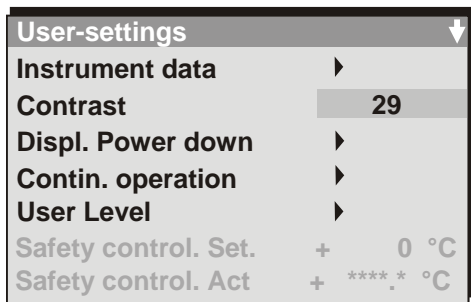 User-settings
Instrument data
Contrast 29
Displ. Power down
Contin. operation
User Level
Safety control. Set. + 0 °C
Safety control. Act + ****.* °C